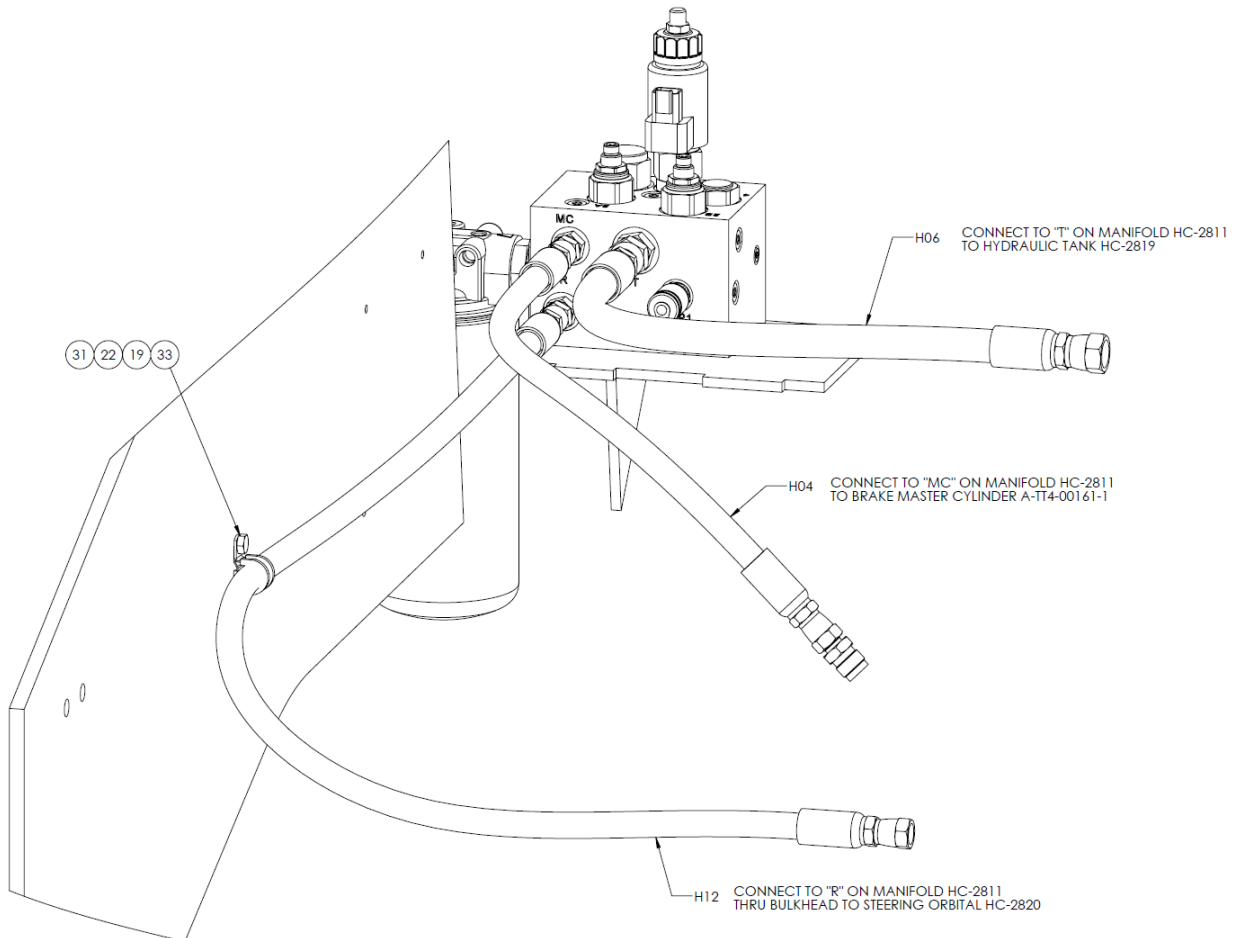 MC
R
T
H06 CONNECT TO "T" ON MANIFOLD HC-2811
TO HYDRAULIC TANK HC-2819
31 22 19 33
H04 CONNECT TO "MC" ON MANIFOLD HC-2811
TO BRAKE MASTER CYLINDER A-TT4-00161-1
H12 CONNECT TO "R" ON MANIFOLD HC-2811
THRU BULKHEAD TO STEERING ORBITAL HC-2820